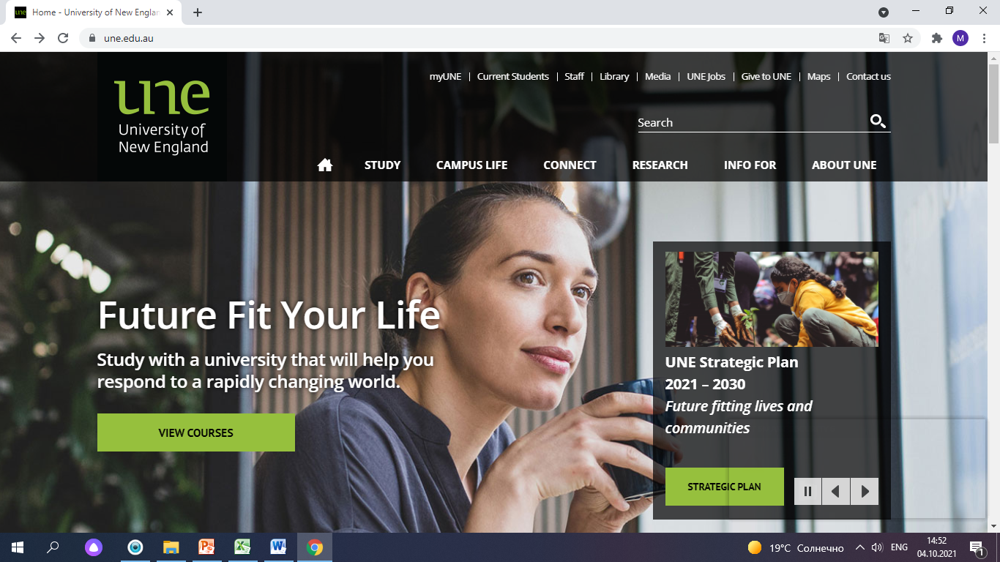 Home - University of New Englan
une.edu.au
M
une
University of
New England
myUNE | Current Students | Staff | Library | Media | UNE Jobs | Give to UNE | Maps | Contact us
Search
STUDY CAMPUS LIFE CONNECT RESEARCH INFO FOR ABOUT UNE
Future Fit Your Life
Study with a university that will help you
respond to a rapidly changing world.
VIEW COURSES
UNE Strategic Plan
2021 – 2030
Future fitting lives and
communities
STRATEGIC PLAN
19°C Солнечно ENG
14:52
04.10.2021
1